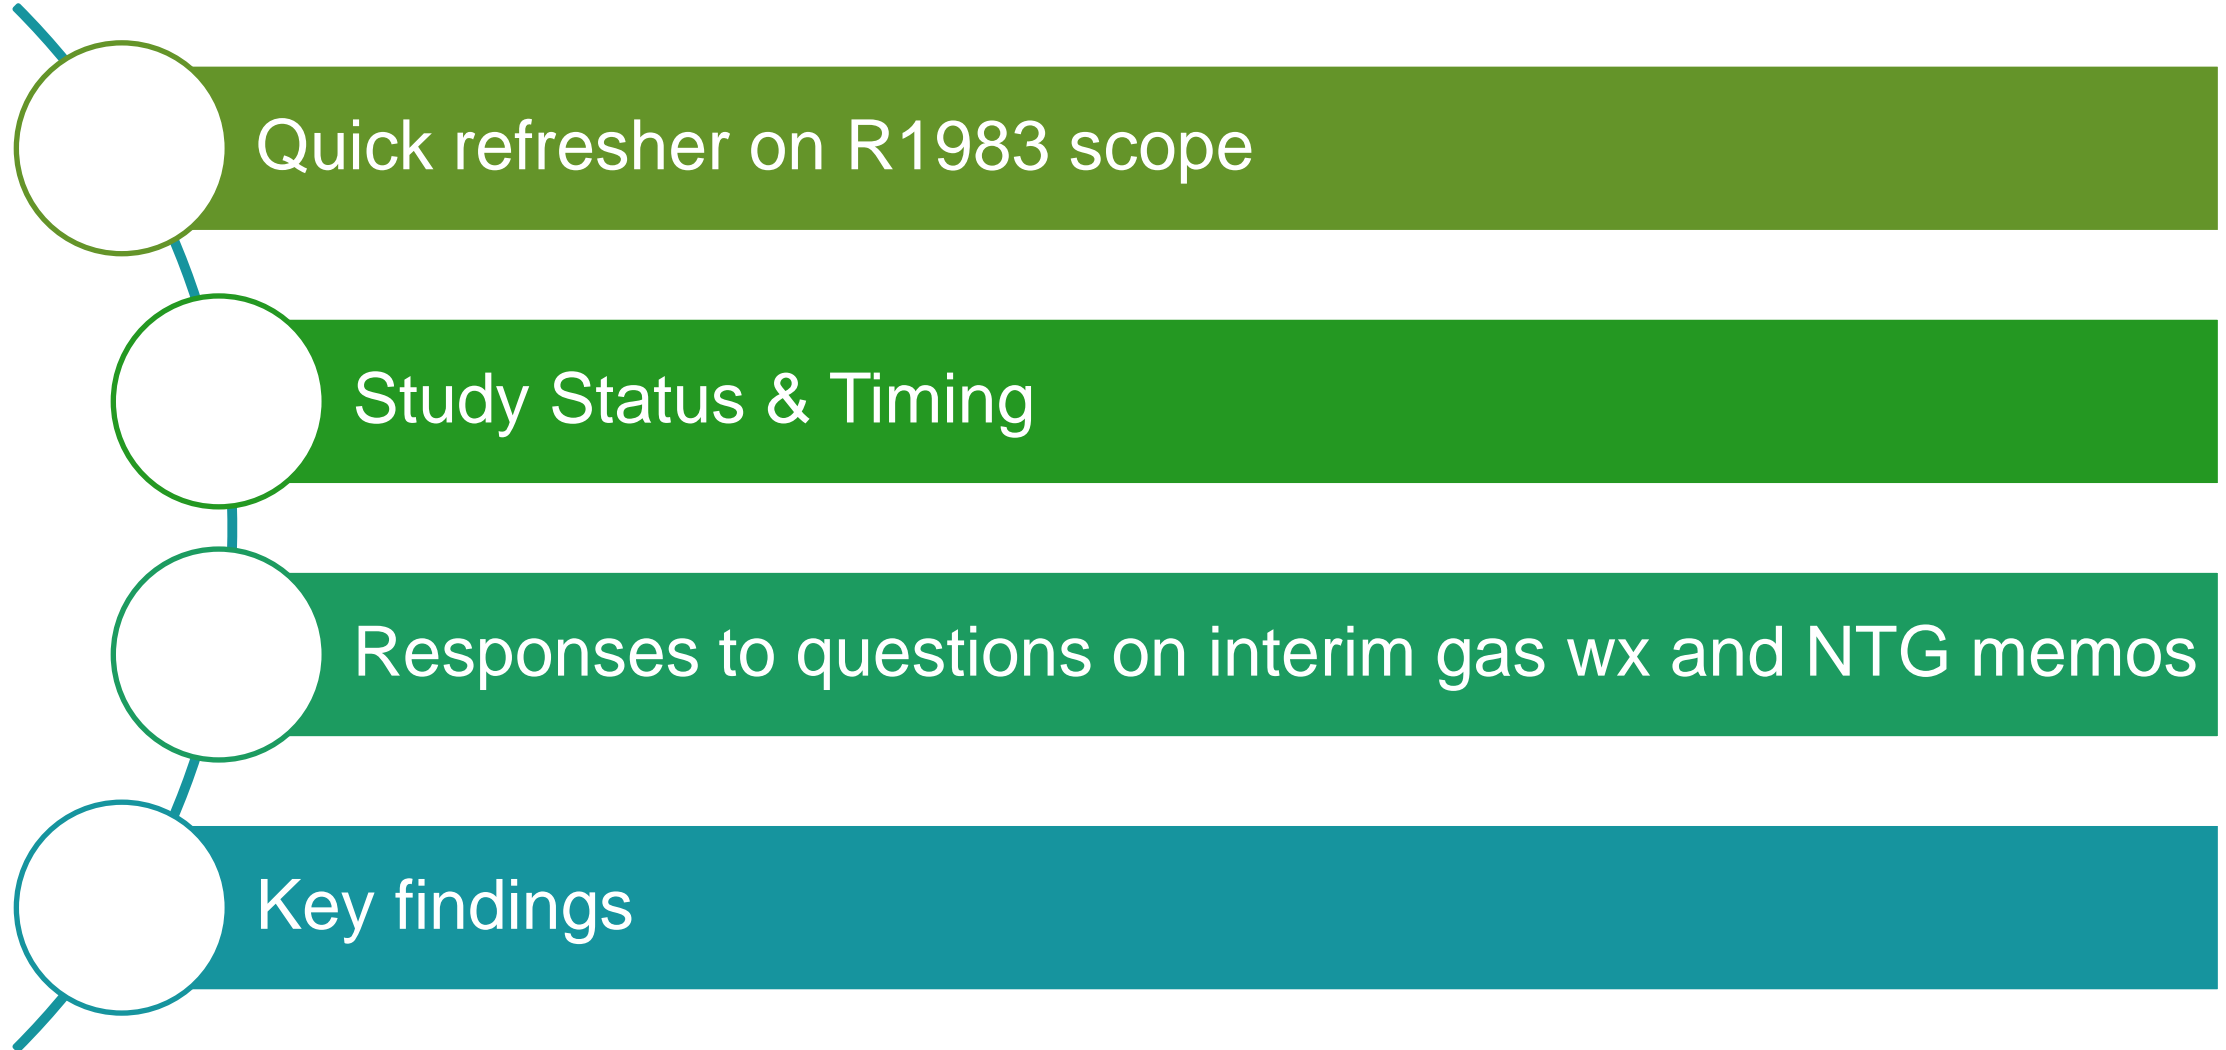 Quick refresher on R1983 scope
Study Status & Timing
Responses to questions on interim gas wx and NTG memos
Key findings